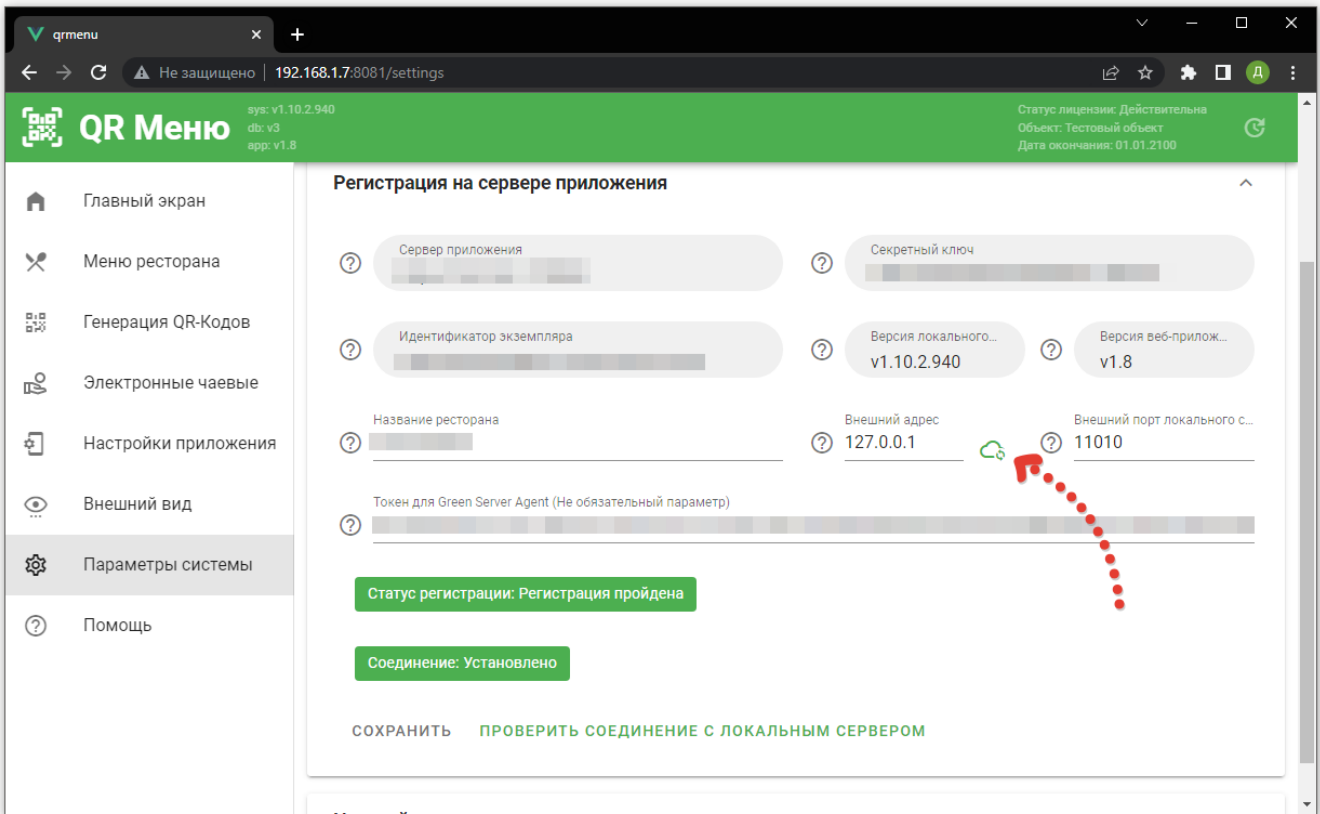 qrmenu
Не защищено 192.168.1.7:8081/settings
Д
QR Меню
sys: v1.10.2.940
db: v3
app: v1.8
Статус лицензии: Действительна
Объект: Тестовый объект
Дата окончания: 01.01.2100
Главный экран
Меню ресторана
Генерация QR-Кодов
Электронные чаевые
Настройки приложения
Внешний вид
Параметры системы
Помощь
Регистрация на сервере приложения
Сервер приложения
Секретный ключ
Идентификатор экземпляра
Версия локального...
v1.10.2.940
Версия веб-прилож...
v1.8
Название ресторана
Внешний адрес
127.0.0.1
Внешний порт локального с...
11010
Токен для Green Server Agent (Не обязательный параметр)
Статус регистрации: Регистрация пройдена
Соединение: Установлено
СОХРАНИТЬ
ПРОВЕРИТЬ СОЕДИНЕНИЕ С ЛОКАЛЬНЫМ СЕРВЕРОМ